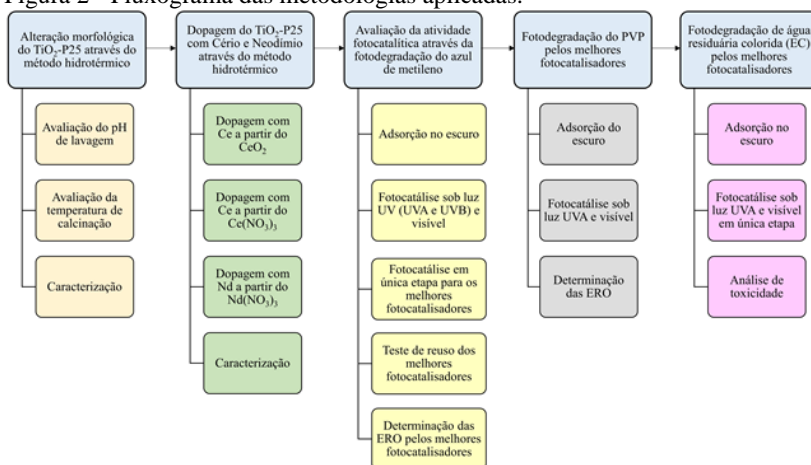 Figura 2 - Fluxograma das metodologias aplicadas.
Alteração morfológica
do TiO₂-P25 através do
método hidrotérmico
Dopagem do TiO₂-P25
com Cério e Neodímio
através do método
hidrotérmico
Avaliação da atividade
fotocatalítica através da
fotodegradação do azul
de metileno
Fotodegradação do PVP
pelos melhores
fotocatalisadores
Fotodegradação de água
residuária colorida (EC)
pelos melhores
fotocatalisadores
Avaliação do pH
de lavagem
Avaliação da
temperatura de
calcinação
Caracterização
Dopagem com
Ce a partir do
CeO₂
Dopagem com
Ce a partir do
Ce(NO₃)₃
Dopagem com
Nd a partir do
Nd(NO₃)₃
Caracterização
Adsorção no escuro
Fotocatálise sob luz
UV (UVA e UVB) e
visível
Fotocatálise em
única etapa para os
melhores
fotocatalisadores
Teste de reuso dos
melhores
fotocatalisadores
Determinação das
ERO pelos melhores
fotocatalisadores
Adsorção do
escuro
Fotocatálise sob
luz UVA e visível
Determinação
das ERO
Adsorção no
escuro
Fotocatálise sob
luz UVA e visível
em única etapa
Análise de
toxicidade